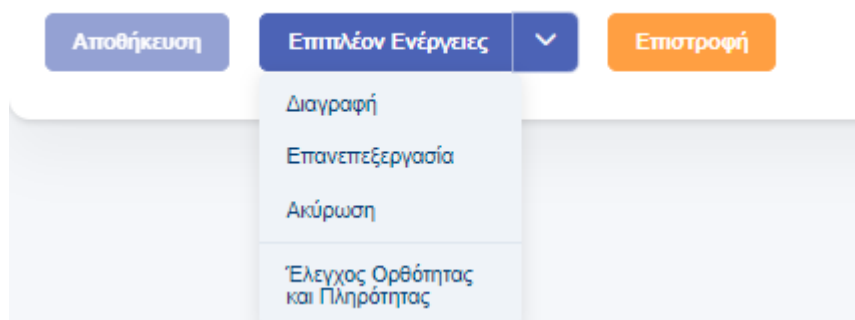 Αποθήκευση Επιπλέον Ενέργειες Επιστροφή
Διαγραφή
Επανεπεξεργασία
Ακύρωση
Έλεγχος Ορθότητας
και Πληρότητας